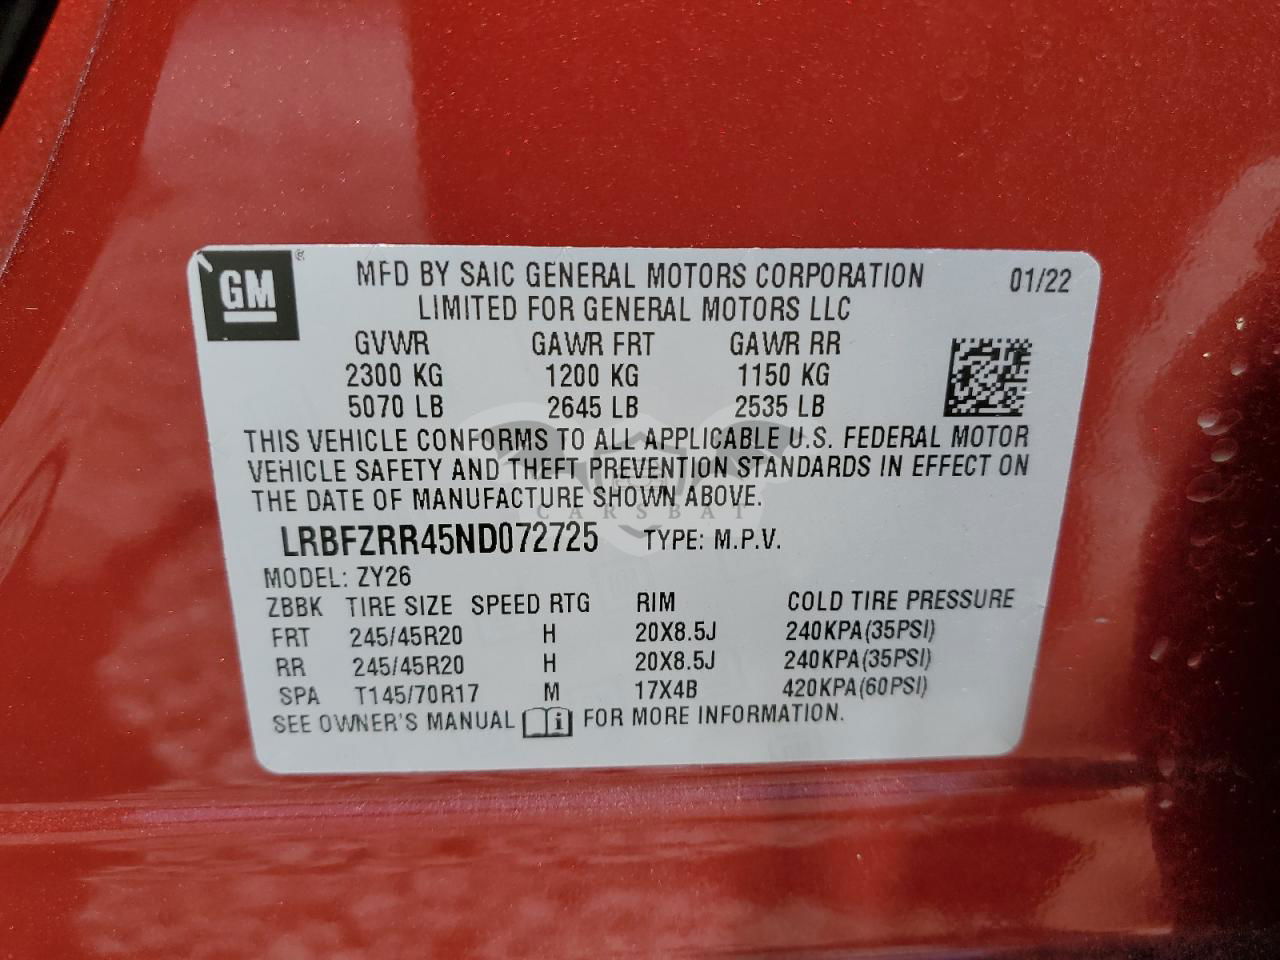 GM ®
MFD BY SAIC GENERAL MOTORS CORPORATION 01/22
LIMITED FOR GENERAL MOTORS LLC
GVWR GAWR FRT GAWR RR
2300 KG 1200 KG 1150 KG
5070 LB 2645 LB 2535 LB
THIS VEHICLE CONFORMS TO ALL APPLICABLE U.S. FEDERAL MOTOR
VEHICLE SAFETY AND THEFT PREVENTION STANDARDS IN EFFECT ON
THE DATE OF MANUFACTURE SHOWN ABOVE.
CARSBAT
LRBFZRR45ND072725 TYPE: M.P.V.
MODEL: ZY26
ZBBK TIRE SIZE SPEED RTG RIM COLD TIRE PRESSURE
FRT 245/45R20 H 20X8.5J 240KPA(35PSI)
RR 245/45R20 H 20X8.5J 240KPA(35PSI)
SPA T145/70R17 M 17X4B 420KPA(60PSI)
SEE OWNER'S MANUAL i FOR MORE INFORMATION.